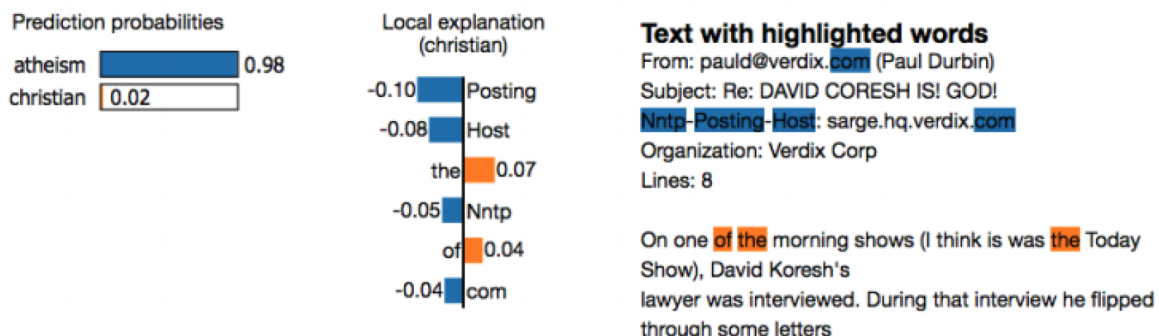 Prediction probabilities
atheism 0.98
christian 0.02
Local explanation
(christian)
-0.10 Posting
-0.08 Host
the 0.07
-0.05 Nntp
of 0.04
-0.04 com
Text with highlighted words
From: pauld@verdix.com (Paul Durbin)
Subject: Re: DAVID CORESH IS! GOD!
Nntp-Posting-Host: sarge.hq.verdix.com
Organization: Verdix Corp
Lines: 8
On one of the morning shows (I think is was the Today
Show), David Koresh's
lawyer was interviewed. During that interview he flipped
through some letters